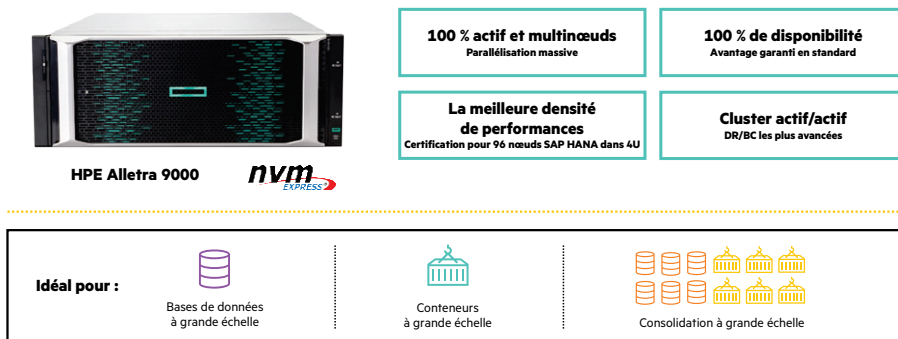 100 % actif et multinœuds
Parallélisation massive
100 % de disponibilité
Avantage garanti en standard
La meilleure densité
de performances
Certification pour 96 nœuds SAP HANA dans 4U
Cluster actif/actif
DR/BC les plus avancées
HPE Alletra 9000
nvm
EXPRESS®
Idéal pour :
Bases de données
à grande échelle
Conteneurs
à grande échelle
Consolidation à grande échelle